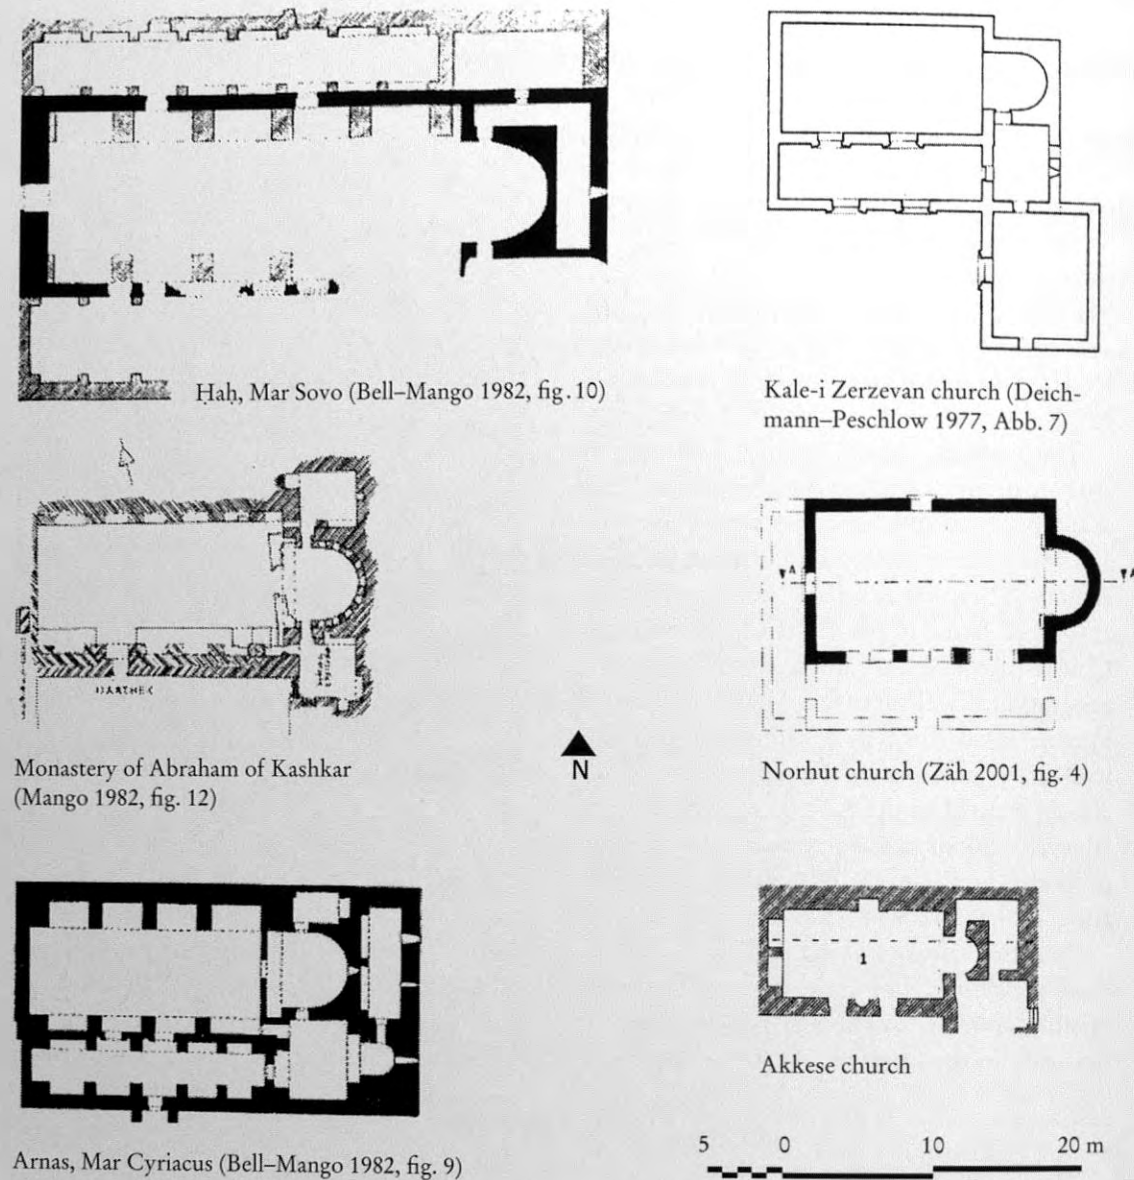 Ḥaḥ, Mar Sovo (Bell–Mango 1982, fig. 10)
Kale-i Zerzevan church (Deich-
mann–Peschlow 1977, Abb. 7)
NARTHEX
Monastery of Abraham of Kashkar
(Mango 1982, fig. 12)
N
A
A
Norhut church (Zäh 2001, fig. 4)
1
Akkese church
Arnas, Mar Cyriacus (Bell–Mango 1982, fig. 9)
5 0 10 20 m